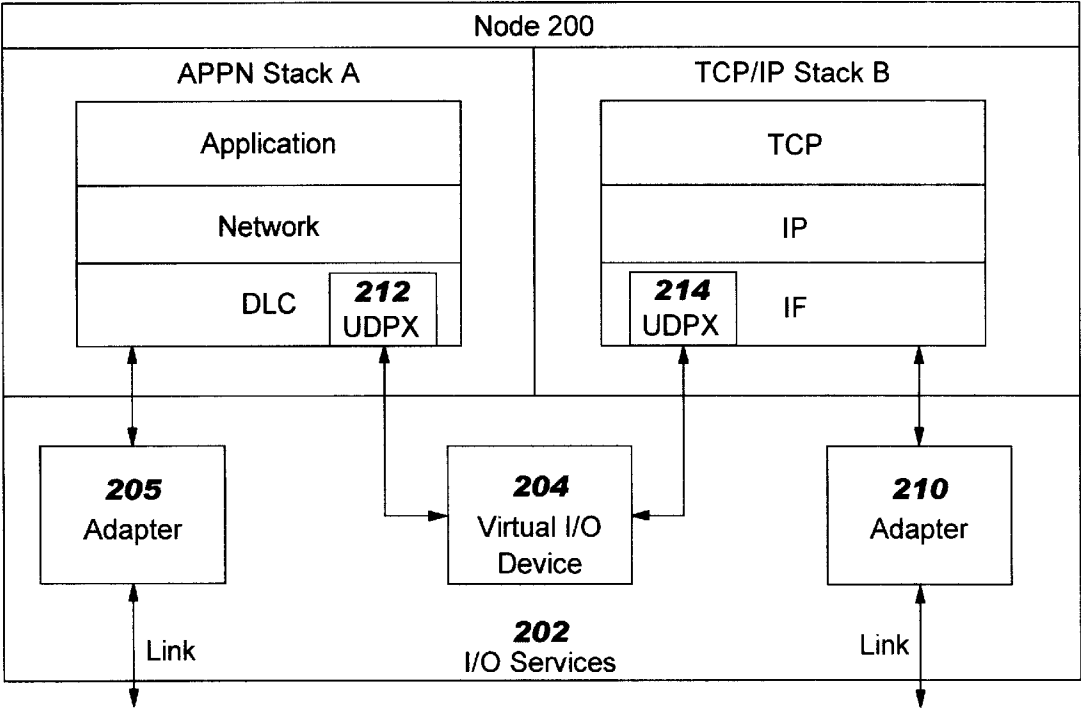 Node 200
APPN Stack A
TCP/IP Stack B
Application
TCP
Network
IP
DLC
212
UDPX
214
UDPX
IF
205
Adapter
204
Virtual I/O
Device
210
Adapter
Link
202
I/O Services
Link